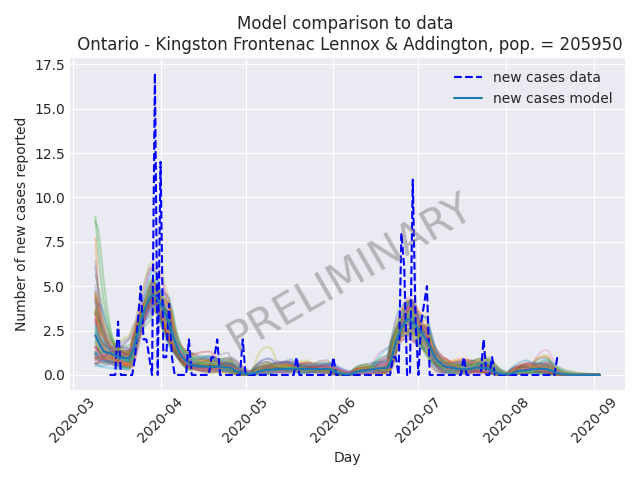 Model comparison to data
Ontario - Kingston Frontenac Lennox & Addington, pop. = 205950
17.5
15.0
12.5
10.0
7.5
5.0
2.5
0.0
Number of new cases reported
new cases data
new cases model
PRELIMINARY
2020-03
2020-04
2020-05
2020-06
2020-07
2020-08
2020-09
Day